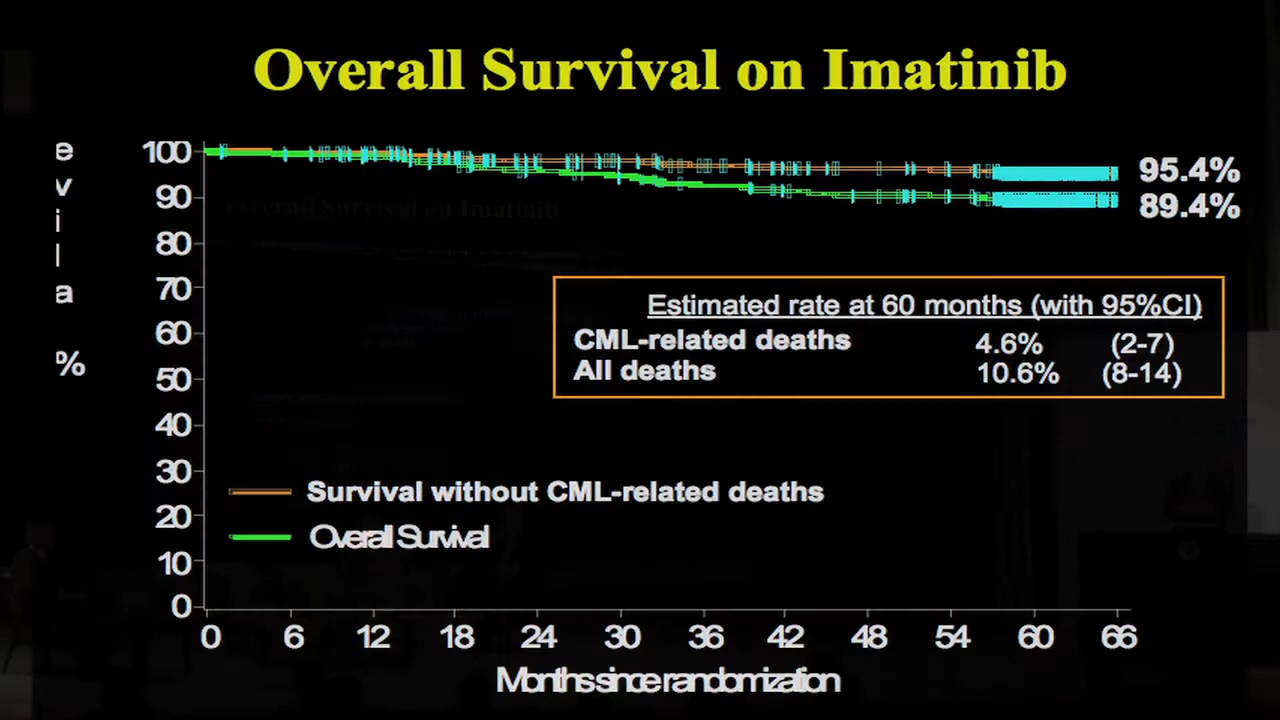 Overall Survival on Imatinib
% a l i v e
100
90
80
70
60
50
40
30
20
10
0
95.4%
89.4%
Estimated rate at 60 months (with 95%CI)
CML-related deaths 4.6% (2-7)
All deaths 10.6% (8-14)
Survival without CML-related deaths
Overall Survival
0 6 12 18 24 30 36 42 48 54 60 66
Months since randomization